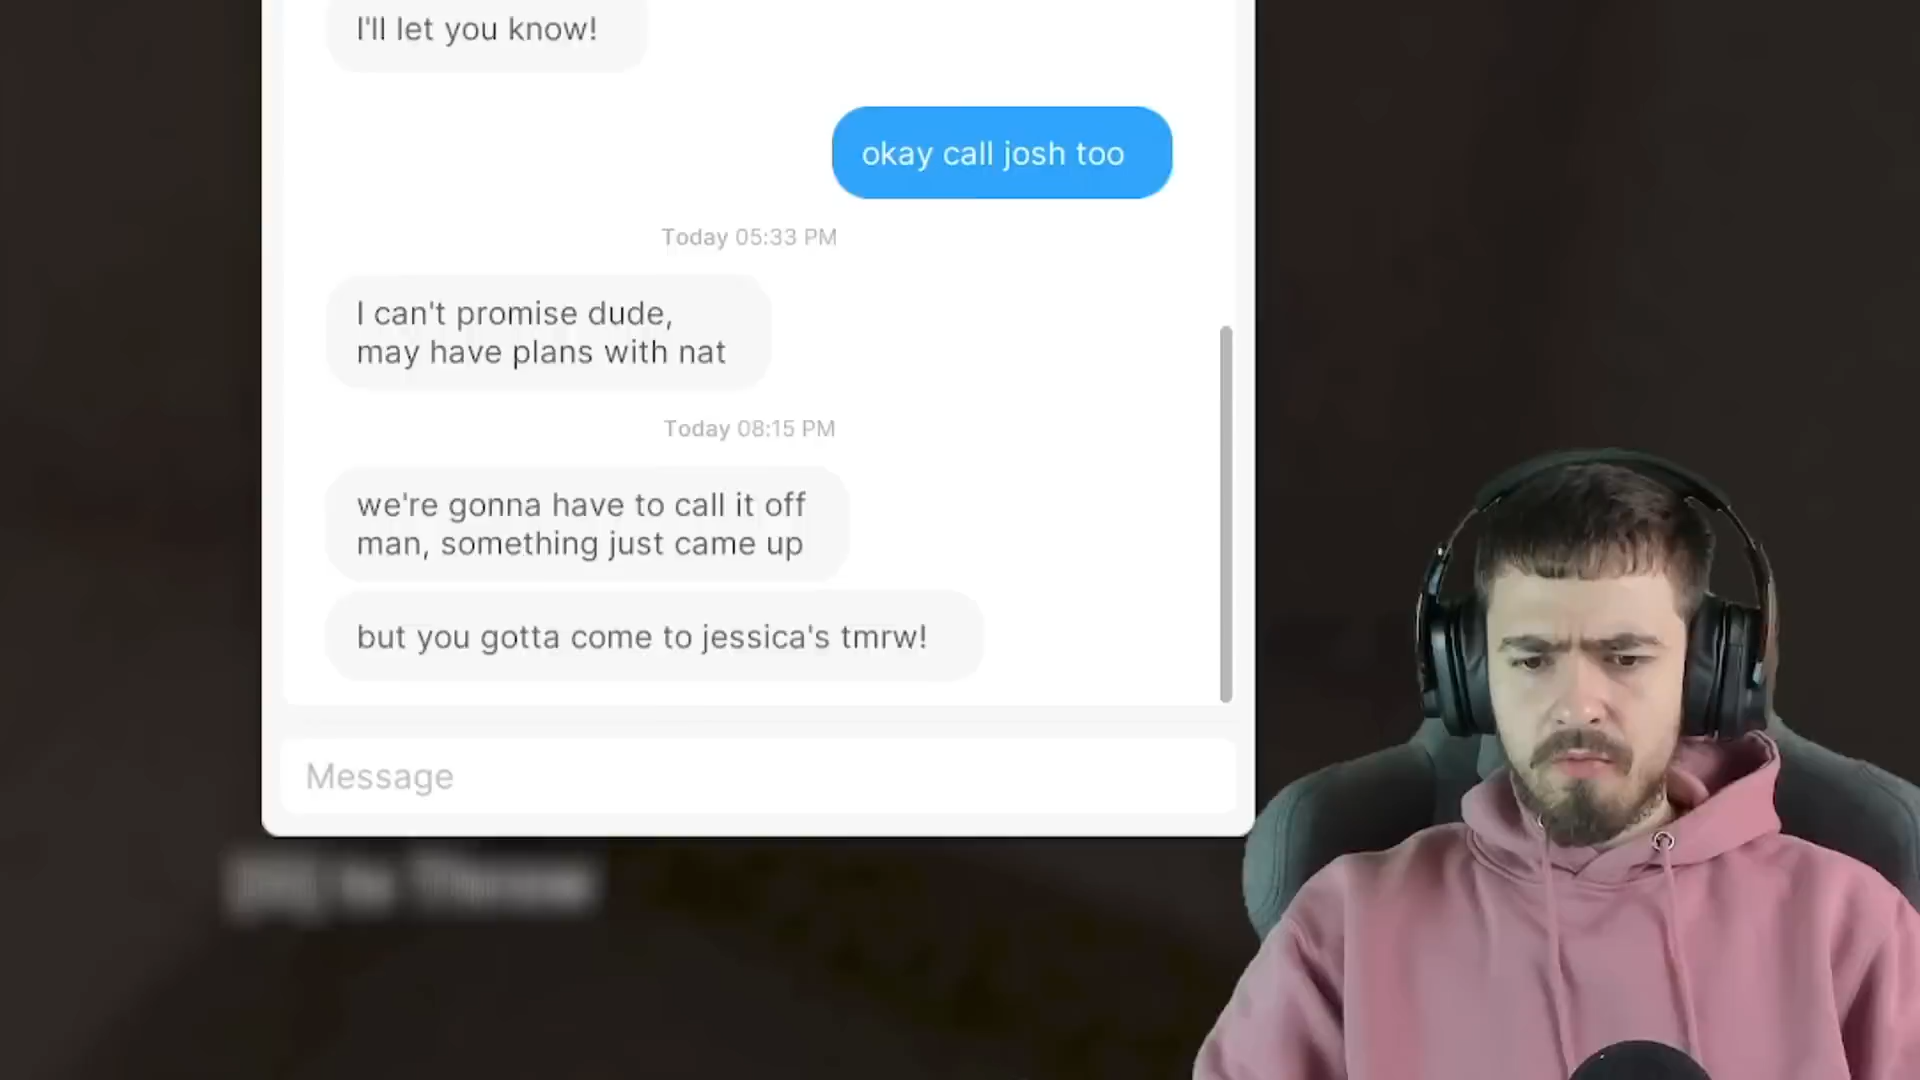 I'll let you know!
okay call josh too
Today 05:33 PM
I can't promise dude,
may have plans with nat
Today 08:15 PM
we're gonna have to call it off
man, something just came up
but you gotta come to jessica's tmrw!
Message